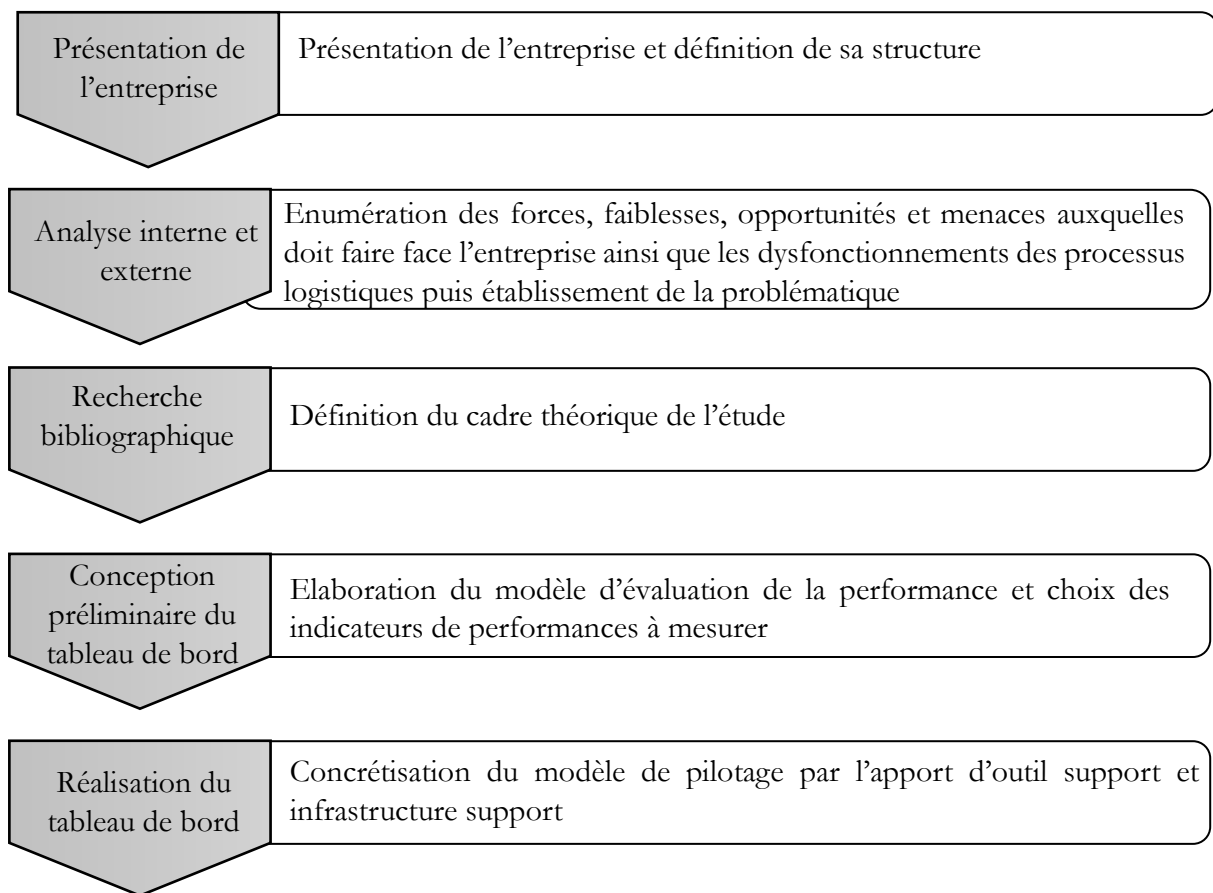 Présentation de
l’entreprise
Présentation de l’entreprise et définition de sa structure
Analyse interne et
externe
Enumération des forces, faiblesses, opportunités et menaces auxquelles
doit faire face l’entreprise ainsi que les dysfonctionnements des processus
logistiques puis établissement de la problématique
Recherche
bibliographique
Définition du cadre théorique de l’étude
Conception
préliminaire du
tableau de bord
Elaboration du modèle d’évaluation de la performance et choix des
indicateurs de performances à mesurer
Réalisation du
tableau de bord
Concrétisation du modèle de pilotage par l’apport d’outil support et
infrastructure support